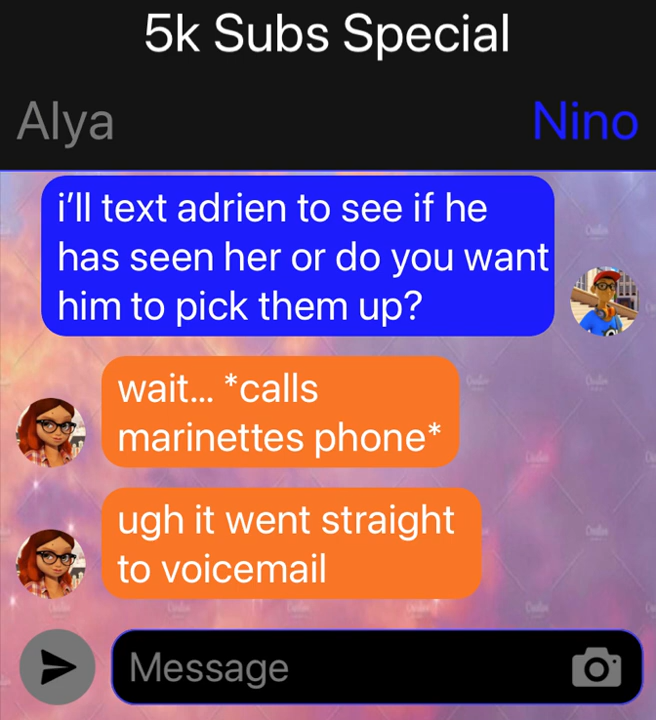 5k Subs Special
Alya
Nino
i’ll text adrien to see if he
has seen her or do you want
him to pick them up?
wait... *calls
marinettes phone*
ugh it went straight
to voicemail
Message